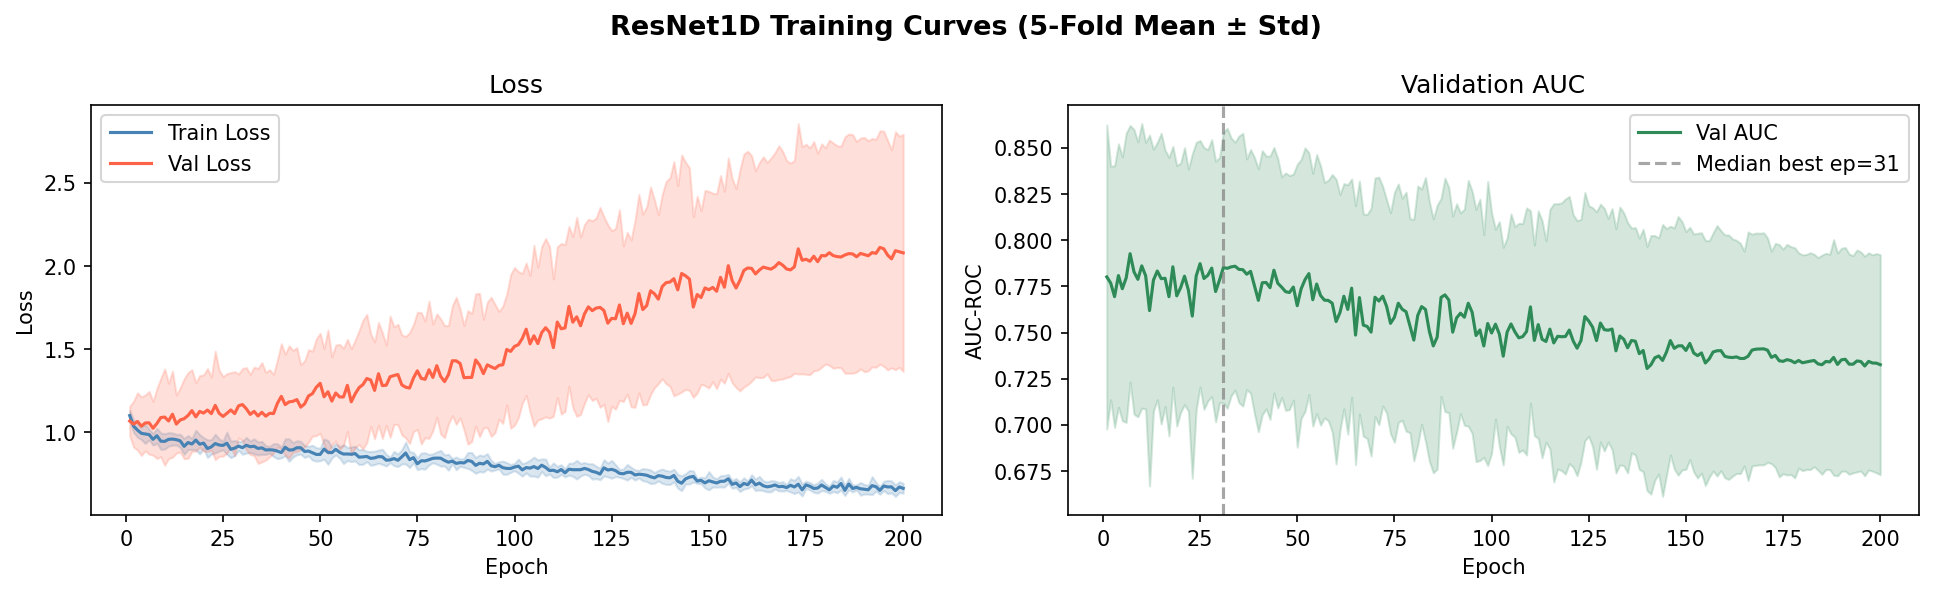 ResNet1D Training Curves (5-Fold Mean ± Std)
Loss
Train Loss
Val Loss
Loss
2.5
2.0
1.5
1.0
0 25 50 75 100 125 150 175 200
Epoch
Validation AUC
Val AUC
Median best ep=31
AUC-ROC
0.850
0.825
0.800
0.775
0.750
0.725
0.700
0.675
0 25 50 75 100 125 150 175 200
Epoch